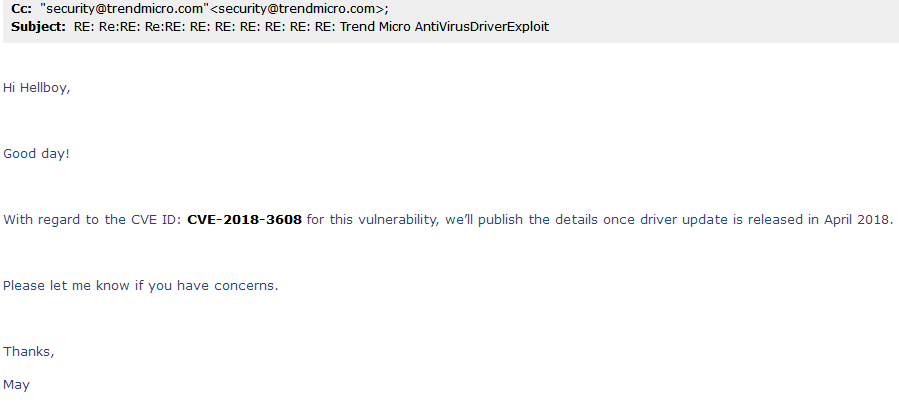 Cc: "security@trendmicro.com"<security@trendmicro.com>;
Subject: RE: Re:RE: Re:RE: RE: RE: RE: RE: RE: RE: Trend Micro AntiVirusDriverExploit
Hi Hellboy,
Good day!
With regard to the CVE ID: CVE-2018-3608 for this vulnerability, we’ll publish the details once driver update is released in April 2018.
Please let me know if you have concerns.
Thanks,
May